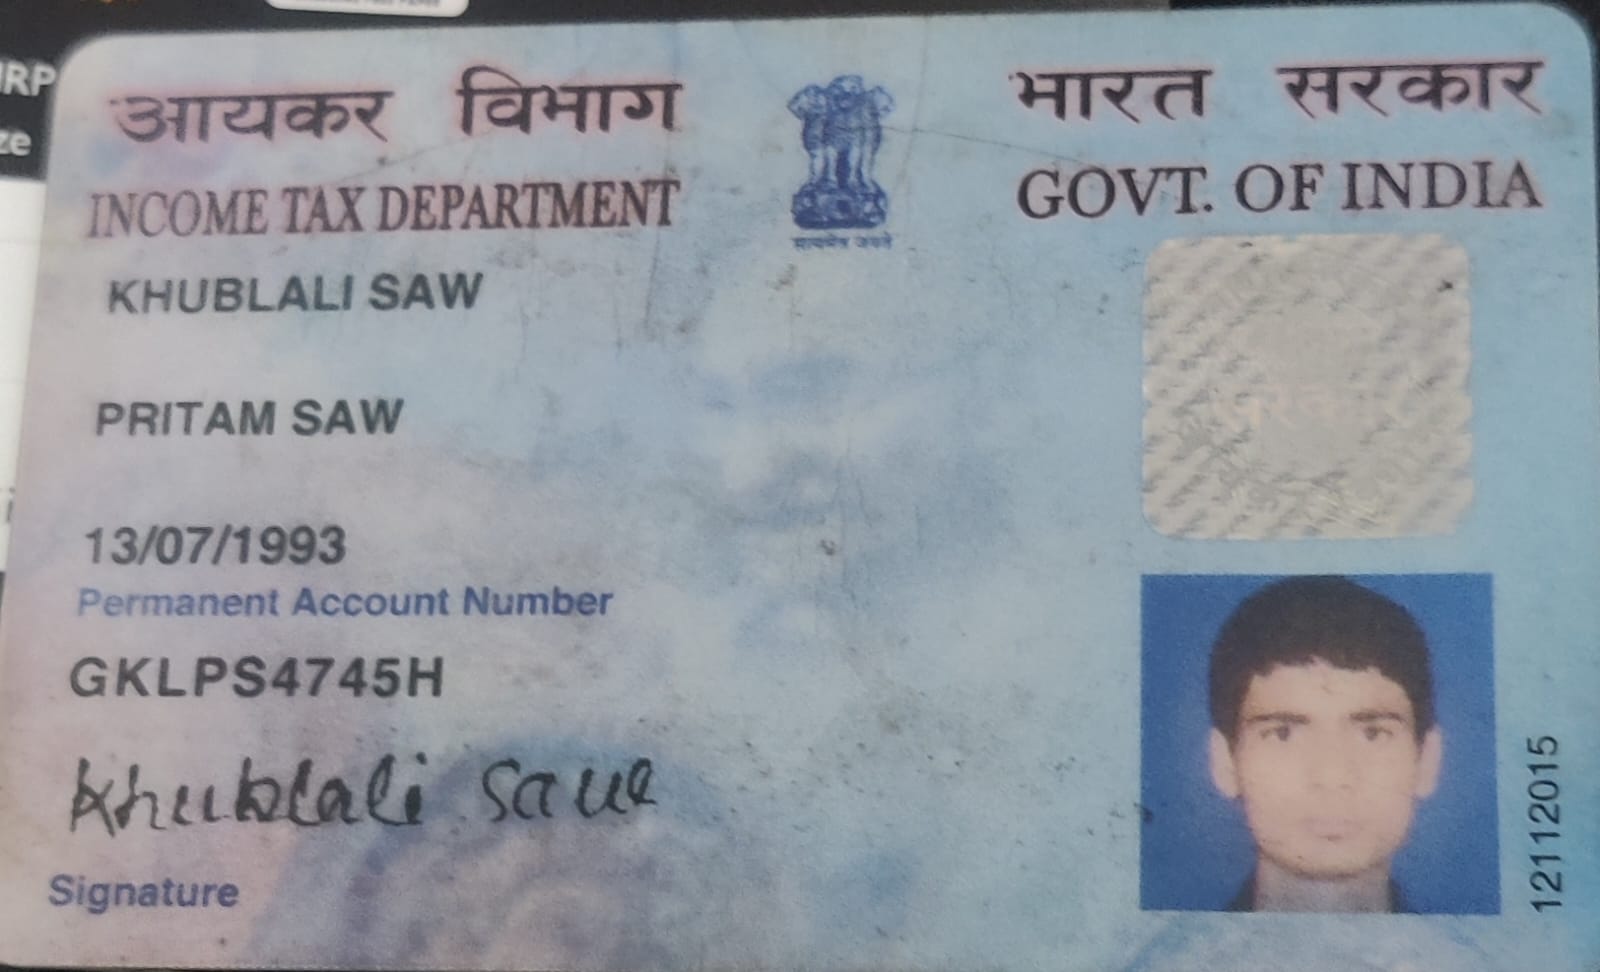 RP
ze
आयकर विभाग
INCOME TAX DEPARTMENT
सत्यमेव जयते
भारत सरकार
GOVT. OF INDIA
KHUBLALI SAW
PRITAM SAW
13/07/1993
Permanent Account Number
GKLPS4745H
Khublali Saw
Signature
12112015